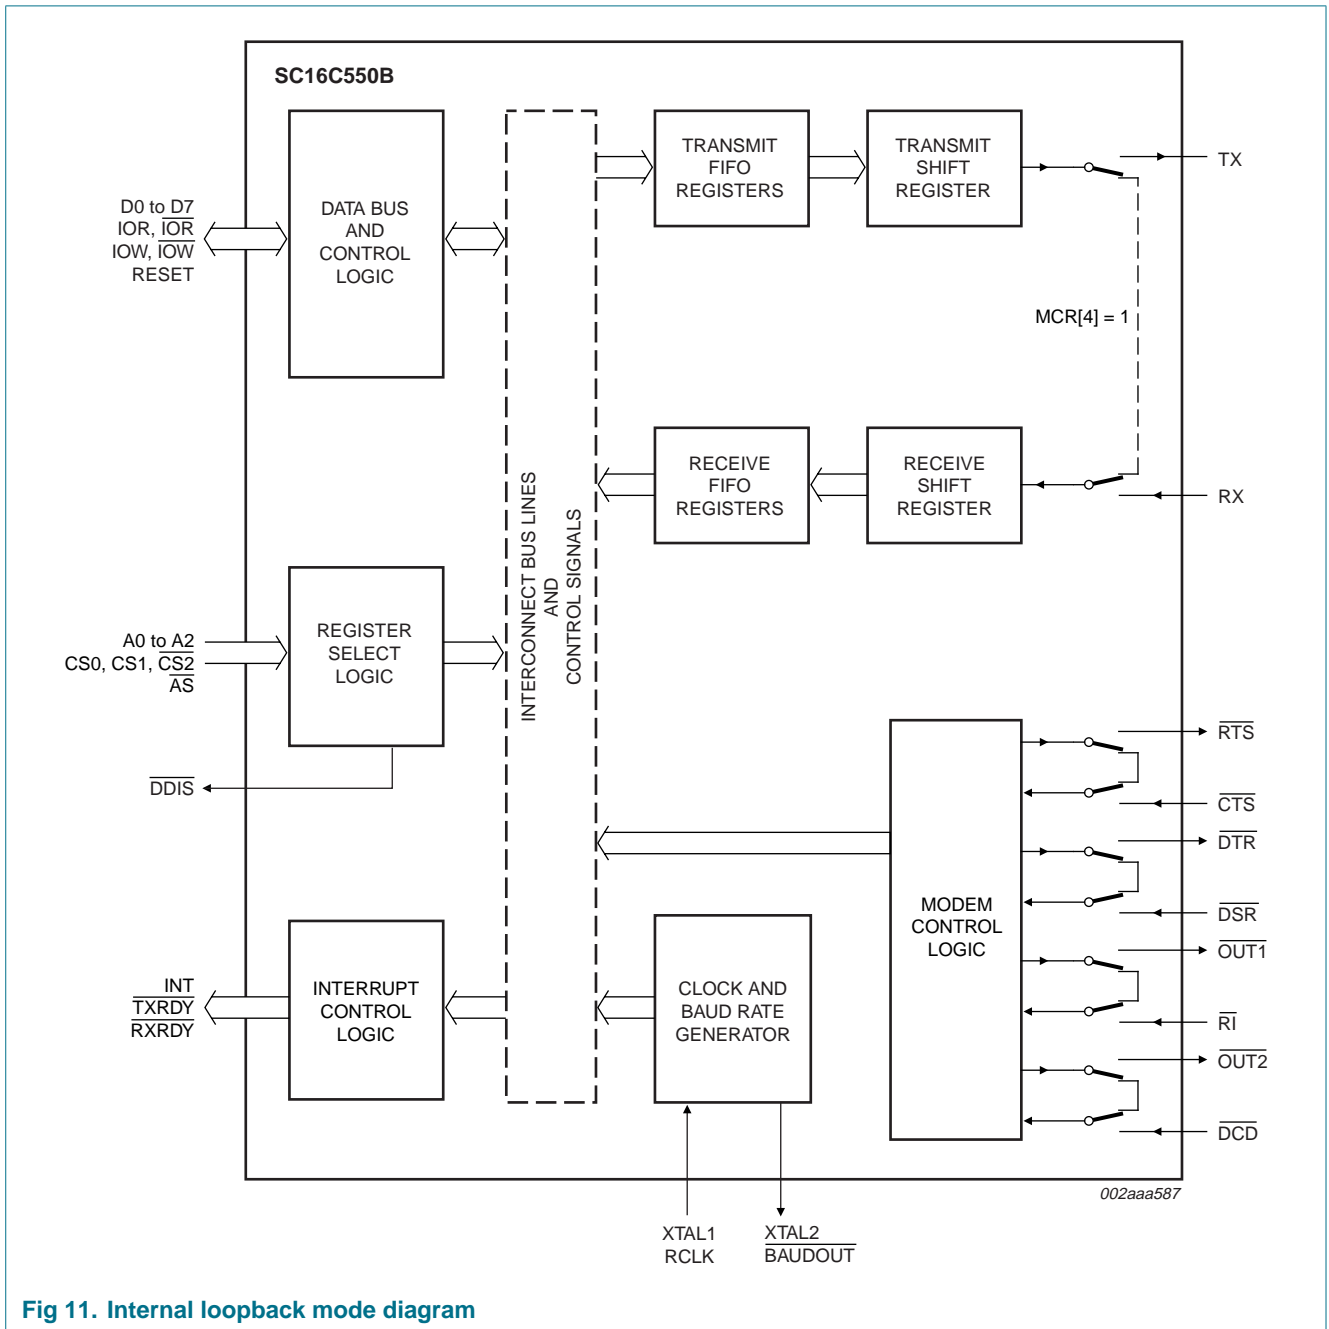 SC16C550B
D0 to D7
IOR, IOR
IOW, IOW
RESET
DATA BUS
AND
CONTROL
LOGIC
TRANSMIT
FIFO
REGISTERS
TRANSMIT
SHIFT
REGISTER
TX
MCR[4] = 1
RECEIVE
FIFO
REGISTERS
RECEIVE
SHIFT
REGISTER
RX
INTERCONNECT BUS LINES
AND
CONTROL SIGNALS
A0 to A2
CS0, CS1, CS2
AS
REGISTER
SELECT
LOGIC
DDIS
MODEM
CONTROL
LOGIC
RTS
CTS
DTR
DSR
OUT1
RI
OUT2
DCD
INT
TXRDY
RXRDY
INTERRUPT
CONTROL
LOGIC
CLOCK AND
BAUD RATE
GENERATOR
XTAL1
RCLK
XTAL2
BAUDOUT
002aaa587
Fig 11. Internal loopback mode diagram